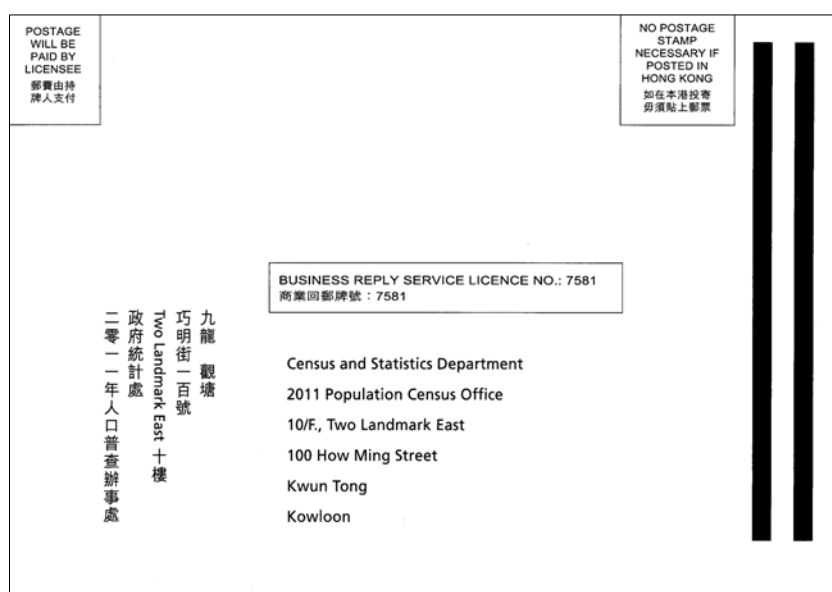 POSTAGE
WILL BE
PAID BY
LICENSEE
郵費由持
牌人支付
NO POSTAGE
STAMP
NECESSARY IF
POSTED IN
HONG KONG
如在本港投寄
毋須貼上郵票
BUSINESS REPLY SERVICE LICENCE NO.: 7581
商業回郵牌號：7581
九龍 觀塘
巧明街一百號
Two Landmark East 十樓
政府統計處
二零一一年人口普查辦事處
Census and Statistics Department
2011 Population Census Office
10/F., Two Landmark East
100 How Ming Street
Kwun Tong
Kowloon